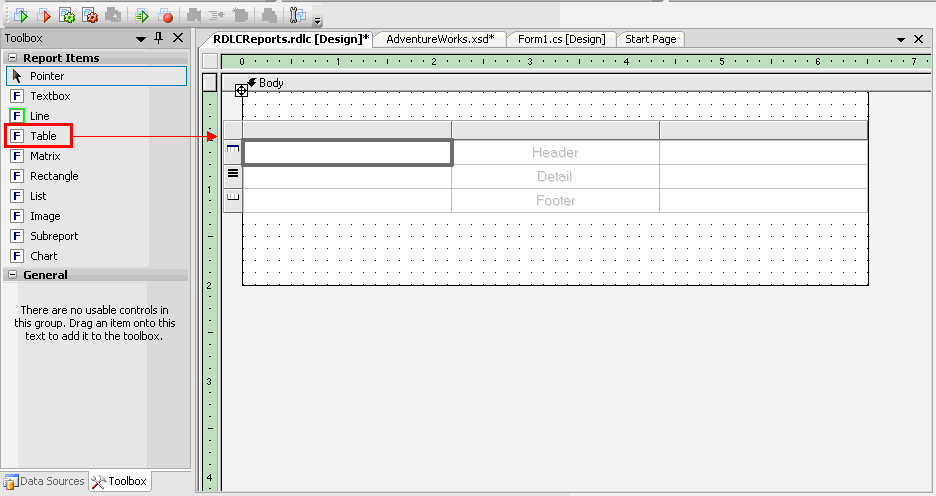 Toolbox
RDLCReports.rdlc [Design]*
AdventureWorks.xsd*
Form1.cs [Design]
Start Page
Report Items
Pointer
Textbox
Line
Table
Matrix
Rectangle
List
Image
Subreport
Chart
General
There are no usable controls in
this group. Drag an item onto this
text to add it to the toolbox.
Data Sources
Toolbox
0 1 2 3 4 5 6 7
Body
Header
Detail
Footer
1
2
3
4